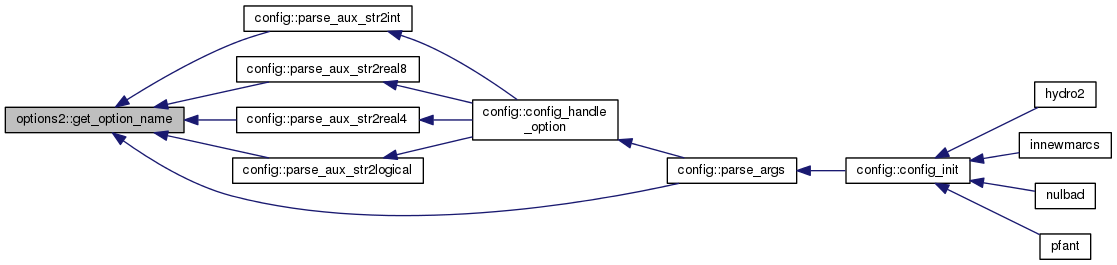 config::parse_aux_str2int
config::parse_aux_str2real8
options2::get_option_name
config::parse_aux_str2real4
config::parse_aux_str2logical
config::config_handle
_option
config::parse_args
config::config_init
hydro2
innewmarcs
nulbad
pfant